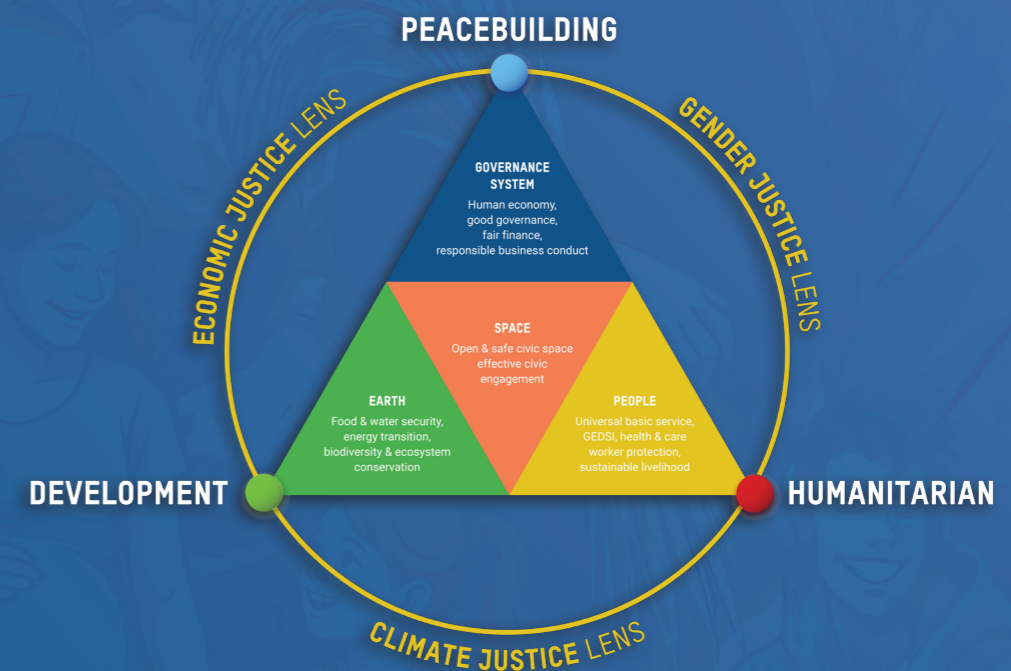 PEACEBUILDING
ECONOMIC JUSTICE LENS
GENDER JUSTICE LENS
GOVERNANCE
SYSTEM
Human economy,
good governance,
fair finance,
responsible business conduct
SPACE
Open & safe civic space
effective civic
engagement
EARTH
Food & water security,
energy transition,
biodiversity & ecosystem
conservation
PEOPLE
Universal basic service,
GEDSI, health & care
worker protection,
sustainable livelihood
DEVELOPMENT
HUMANITARIAN
CLIMATE JUSTICE LENS